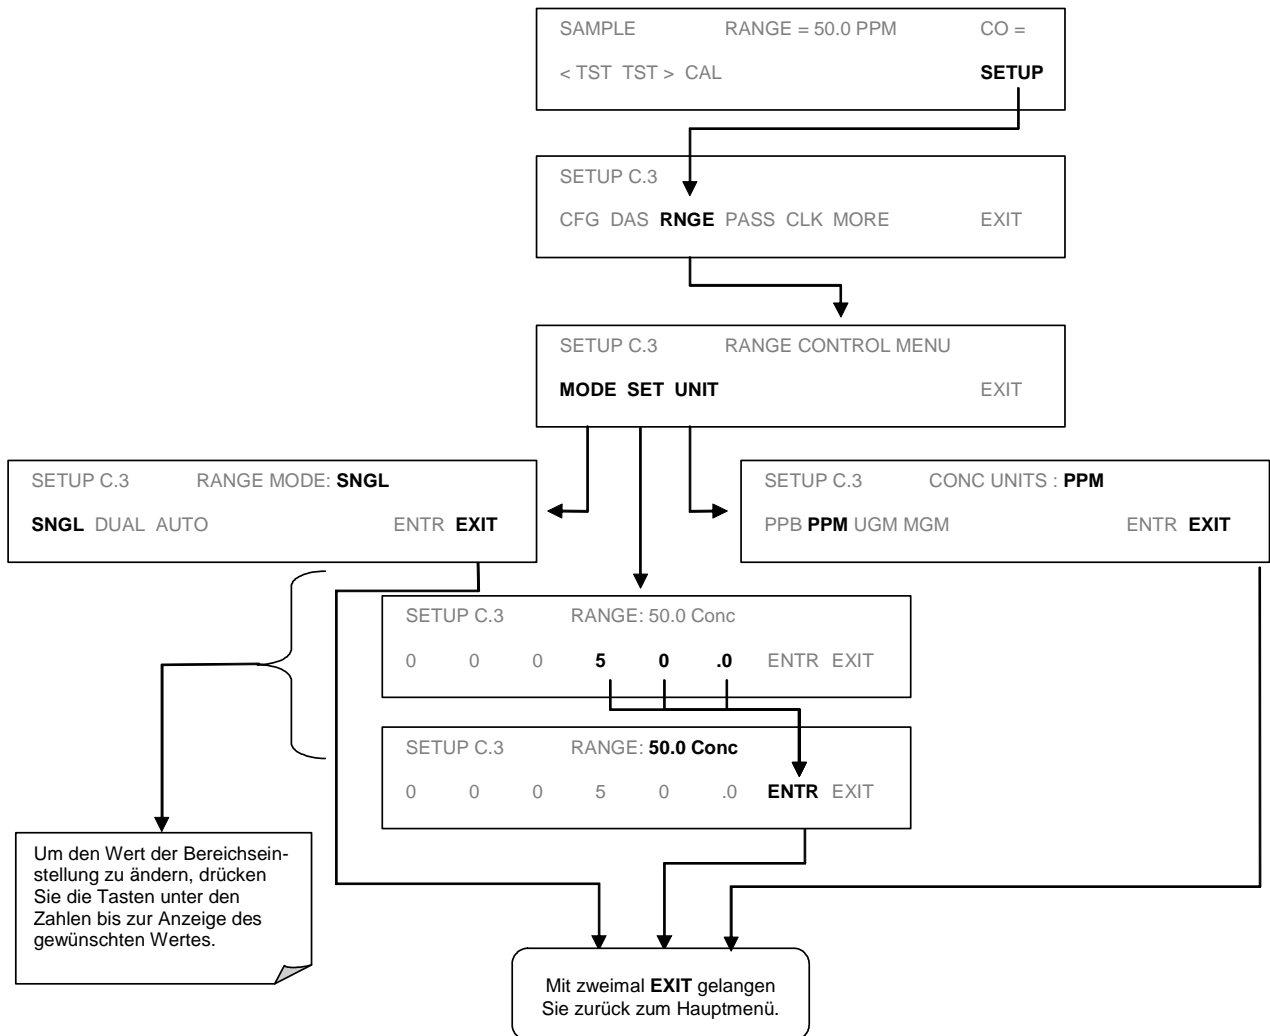 SAMPLE RANGE = 50.0 PPM CO =
< TST TST > CAL SETUP
SETUP C.3
CFG DAS RNGE PASS CLK MORE EXIT
SETUP C.3 RANGE CONTROL MENU
MODE SET UNIT EXIT
SETUP C.3 RANGE MODE: SNGL
SNGL DUAL AUTO ENTR EXIT
SETUP C.3 CONC UNITS : PPM
PPB PPM UGM MGM ENTR EXIT
SETUP C.3 RANGE: 50.0 Conc
0 0 0 5 0 .0 ENTR EXIT
SETUP C.3 RANGE: 50.0 Conc
0 0 0 5 0 .0 ENTR EXIT
Um den Wert der Bereichsein-
stellung zu ändern, drücken
Sie die Tasten unter den
Zahlen bis zur Anzeige des
gewünschten Wertes.
Mit zweimal EXIT gelangen
Sie zurück zum Hauptmenü.